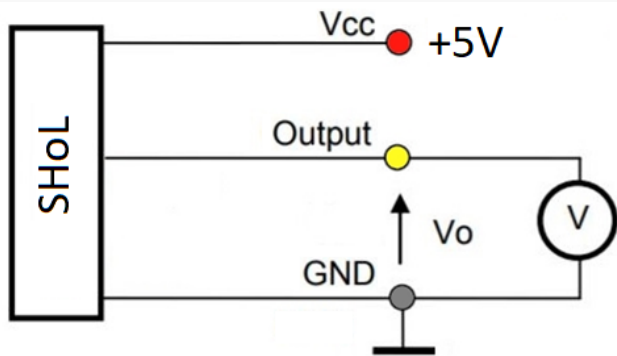 Vcc
+5V
SHoL
Output
V
Vo
GND